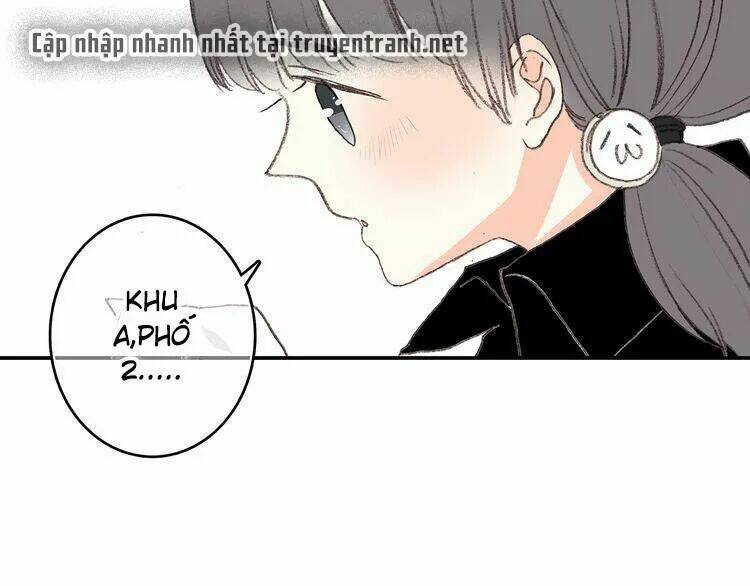 Cập nhập nhanh nhất tại truyentranh.net
KHU
A,PHỐ
2.....